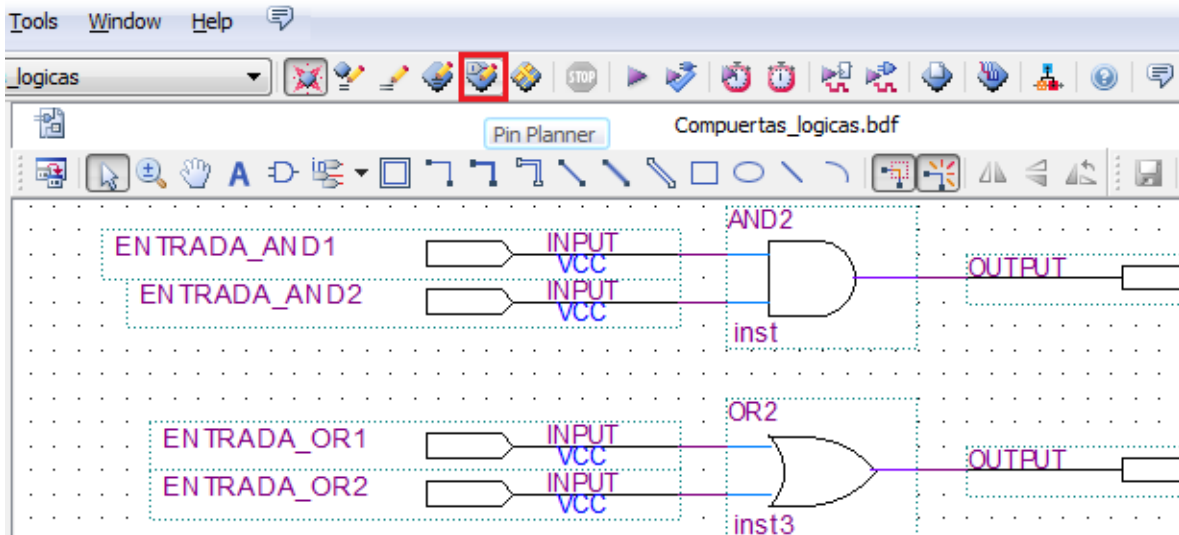 Tools Window Help
_logicas STOP
Pin Planner Compuertas_logicas.bdf
A
AND2
ENTRADA_AND1 INPUT
VCC
OUTPUT
ENTRADA_AND2 INPUT
VCC
inst
OR2
ENTRADA_OR1 INPUT
VCC
OUTPUT
ENTRADA_OR2 INPUT
VCC
inst3